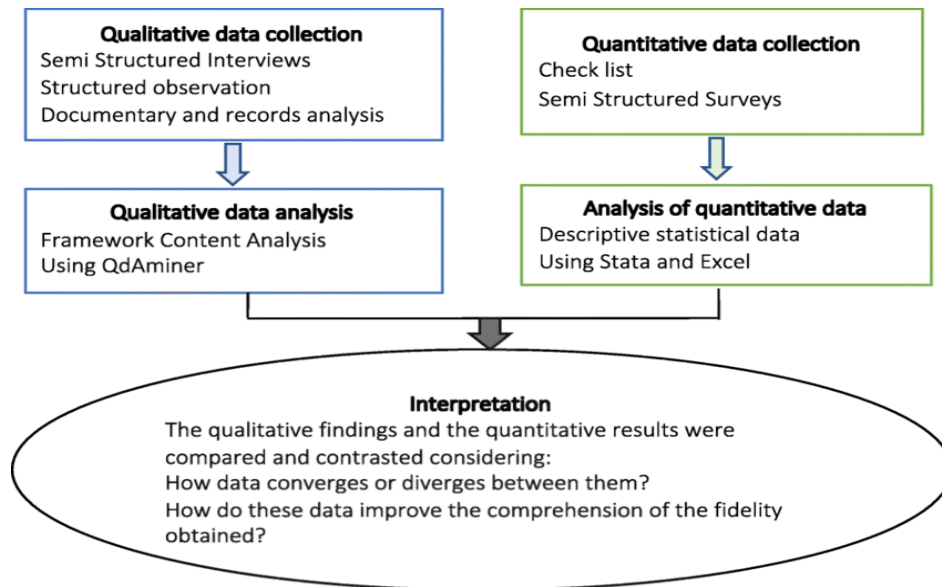 Qualitative data collection
Semi Structured Interviews
Structured observation
Documentary and records analysis
Quantitative data collection
Check list
Semi Structured Surveys
Qualitative data analysis
Framework Content Analysis
Using QdAminer
Analysis of quantitative data
Descriptive statistical data
Using Stata and Excel
Interpretation
The qualitative findings and the quantitative results were
compared and contrasted considering:
How data converges or diverges between them?
How do these data improve the comprehension of the fidelity
obtained?